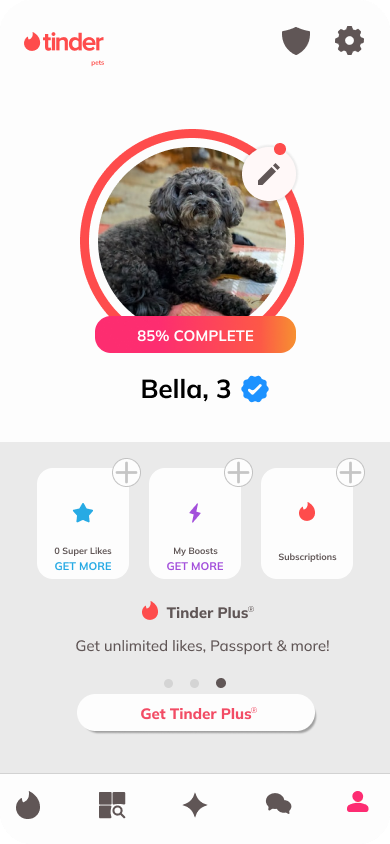 tinder
pets
85% COMPLETE
Bella, 3
0 Super Likes
GET MORE
My Boosts
GET MORE
Subscriptions
Tinder Plus®
Get unlimited likes, Passport & more!
Get Tinder Plus®